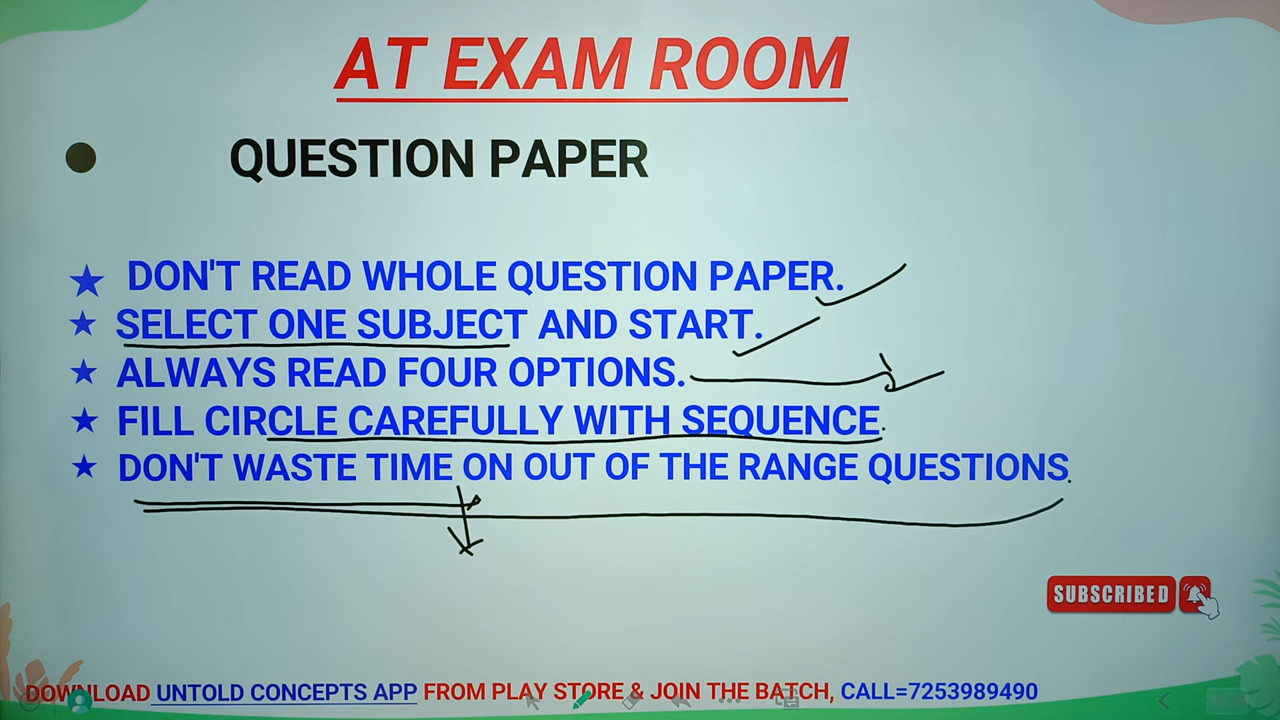 AT EXAM ROOM
QUESTION PAPER
DON'T READ WHOLE QUESTION PAPER.
SELECT ONE SUBJECT AND START.
ALWAYS READ FOUR OPTIONS.
FILL CIRCLE CAREFULLY WITH SEQUENCE.
DON'T WASTE TIME ON OUT OF THE RANGE QUESTIONS.
SUBSCRIBED
DOWNLOAD UNTOLD CONCEPTS APP FROM PLAY STORE & JOIN THE BATCH, CALL=7253989490